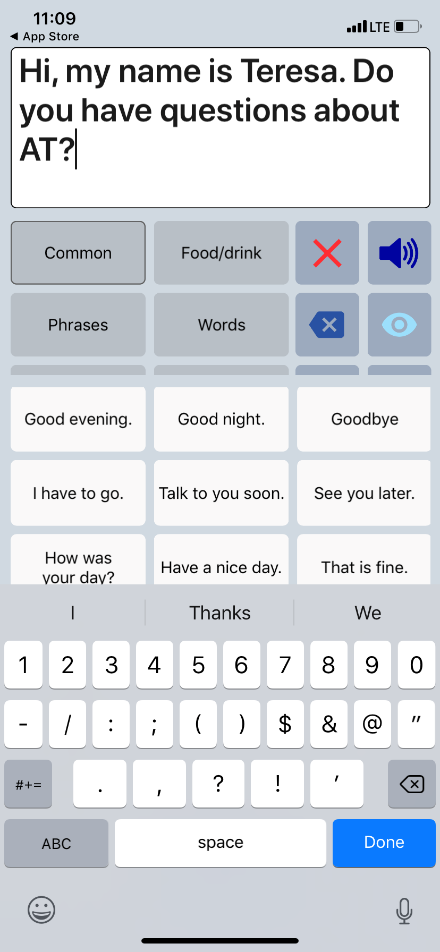 11:09
◀ App Store
LTE
Hi, my name is Teresa. Do
you have questions about
AT?
Common
Food/drink
Phrases
Words
Good evening.
Good night.
Goodbye
I have to go.
Talk to you soon.
See you later.
How was
your day?
Have a nice day.
That is fine.
I
Thanks
We
1 2 3 4 5 6 7 8 9 0
- / : ; ( ) $ & @ "
#+= . , ? ! '
ABC
space
Done